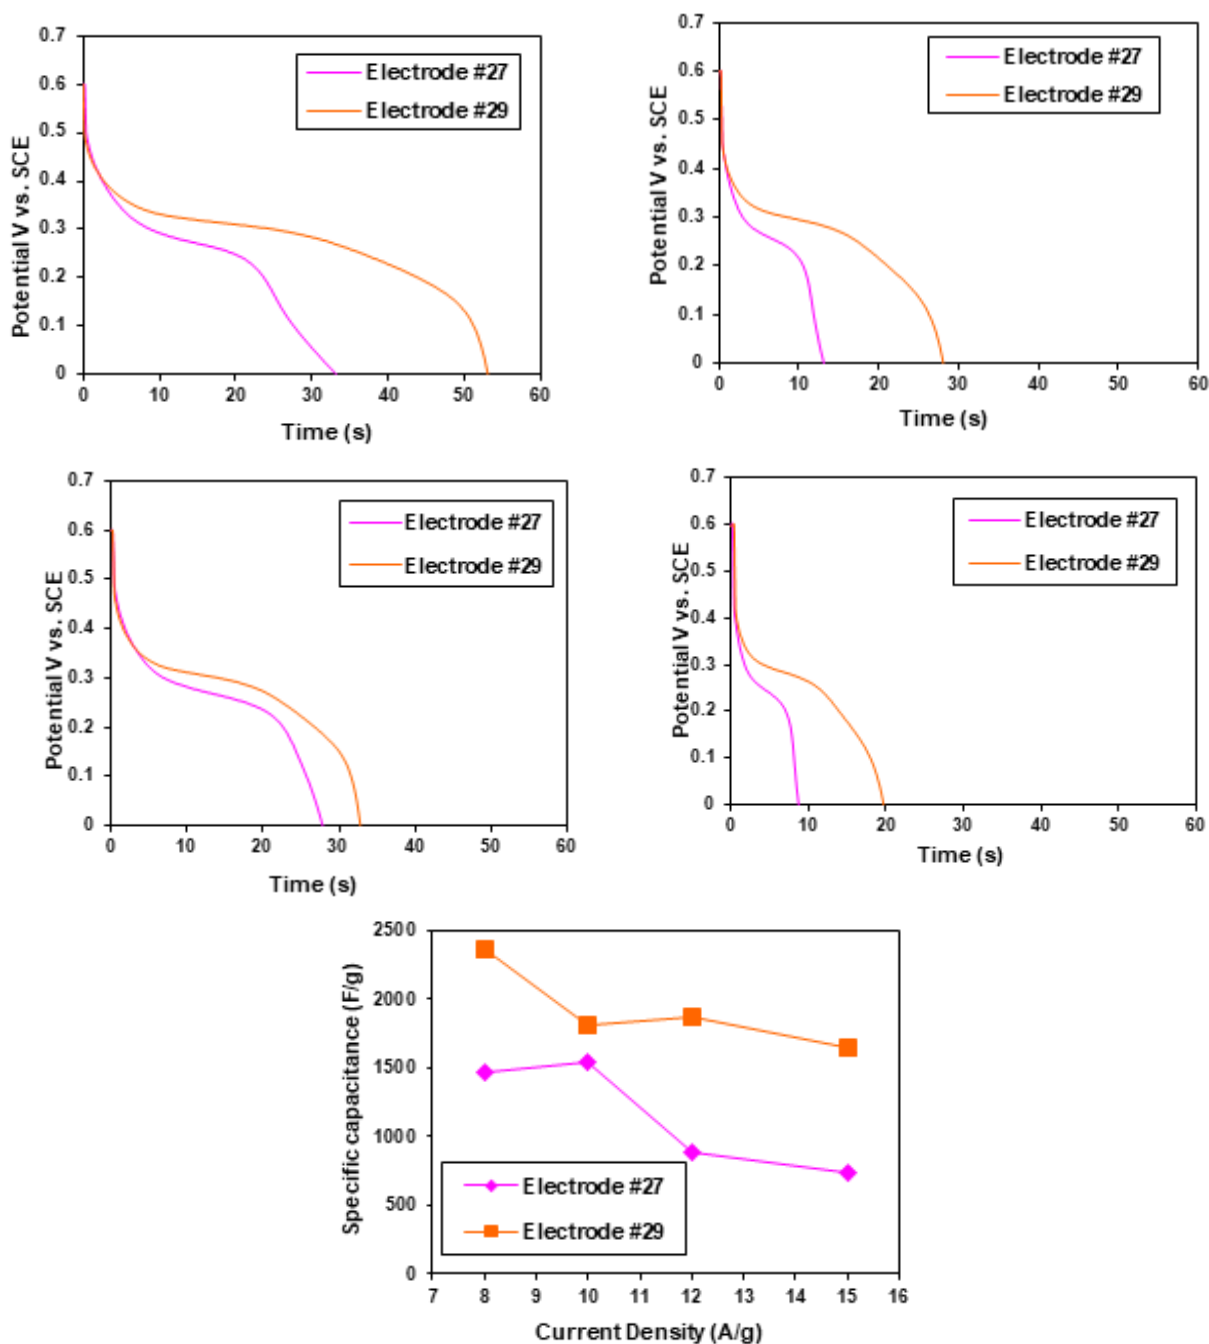 0.7
0.6
0.5
0.4
0.3
0.2
0.1
0
Potential V vs. SCE
Electrode #27
Electrode #29
0 10 20 30 40 50 60
Time (s)
0.7
0.6
0.5
0.4
0.3
0.2
0.1
0
Potential V vs. SCE
Electrode #27
Electrode #29
0 10 20 30 40 50 60
Time (s)
0.7
0.6
0.5
0.4
0.3
0.2
0.1
0
Potential V vs. SCE
Electrode #27
Electrode #29
0 10 20 30 40 50 60
Time (s)
0.7
0.6
0.5
0.4
0.3
0.2
0.1
0
Potential V vs. SCE
Electrode #27
Electrode #29
0 10 20 30 40 50 60
Time (s)
2500
2000
1500
1000
500
0
Specific capacitance (F/g)
Electrode #27
Electrode #29
7 8 9 10 11 12 13 14 15 16
Current Density (A/g)